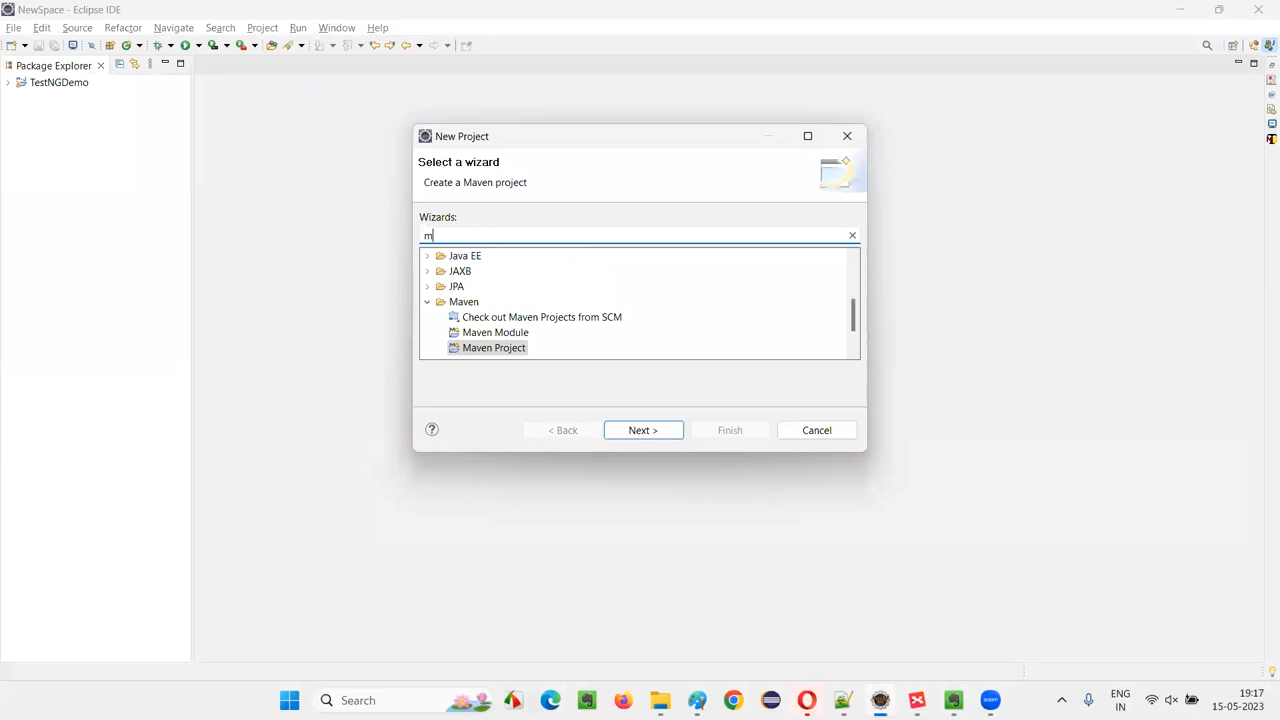 NewSpace - Eclipse IDE
File Edit Source Refactor Navigate Search Project Run Window Help
Package Explorer
TestNGDemo
New Project
Select a wizard
Create a Maven project
Wizards:
m
Java EE
JAXB
JPA
Maven
Check out Maven Projects from SCM
Maven Module
Maven Project
< Back
Next >
Finish
Cancel
Search
zoom
ENG
IN
19:17
15-05-2023